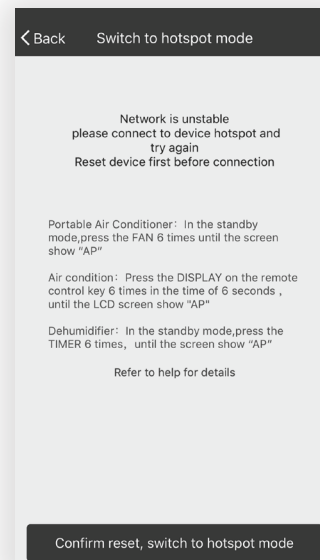 Back Switch to hotspot mode
Network is unstable
please connect to device hotspot and
try again
Reset device first before connection
Portable Air Conditioner：In the standby
mode,press the FAN 6 times until the screen
show "AP"
Air condition：Press the DISPLAY on the remote
control key 6 times in the time of 6 seconds ,
until the LCD screen show "AP"
Dehumidifier：In the standby mode,press the
TIMER 6 times， until the screen show "AP"
Refer to help for details
Confirm reset, switch to hotspot mode